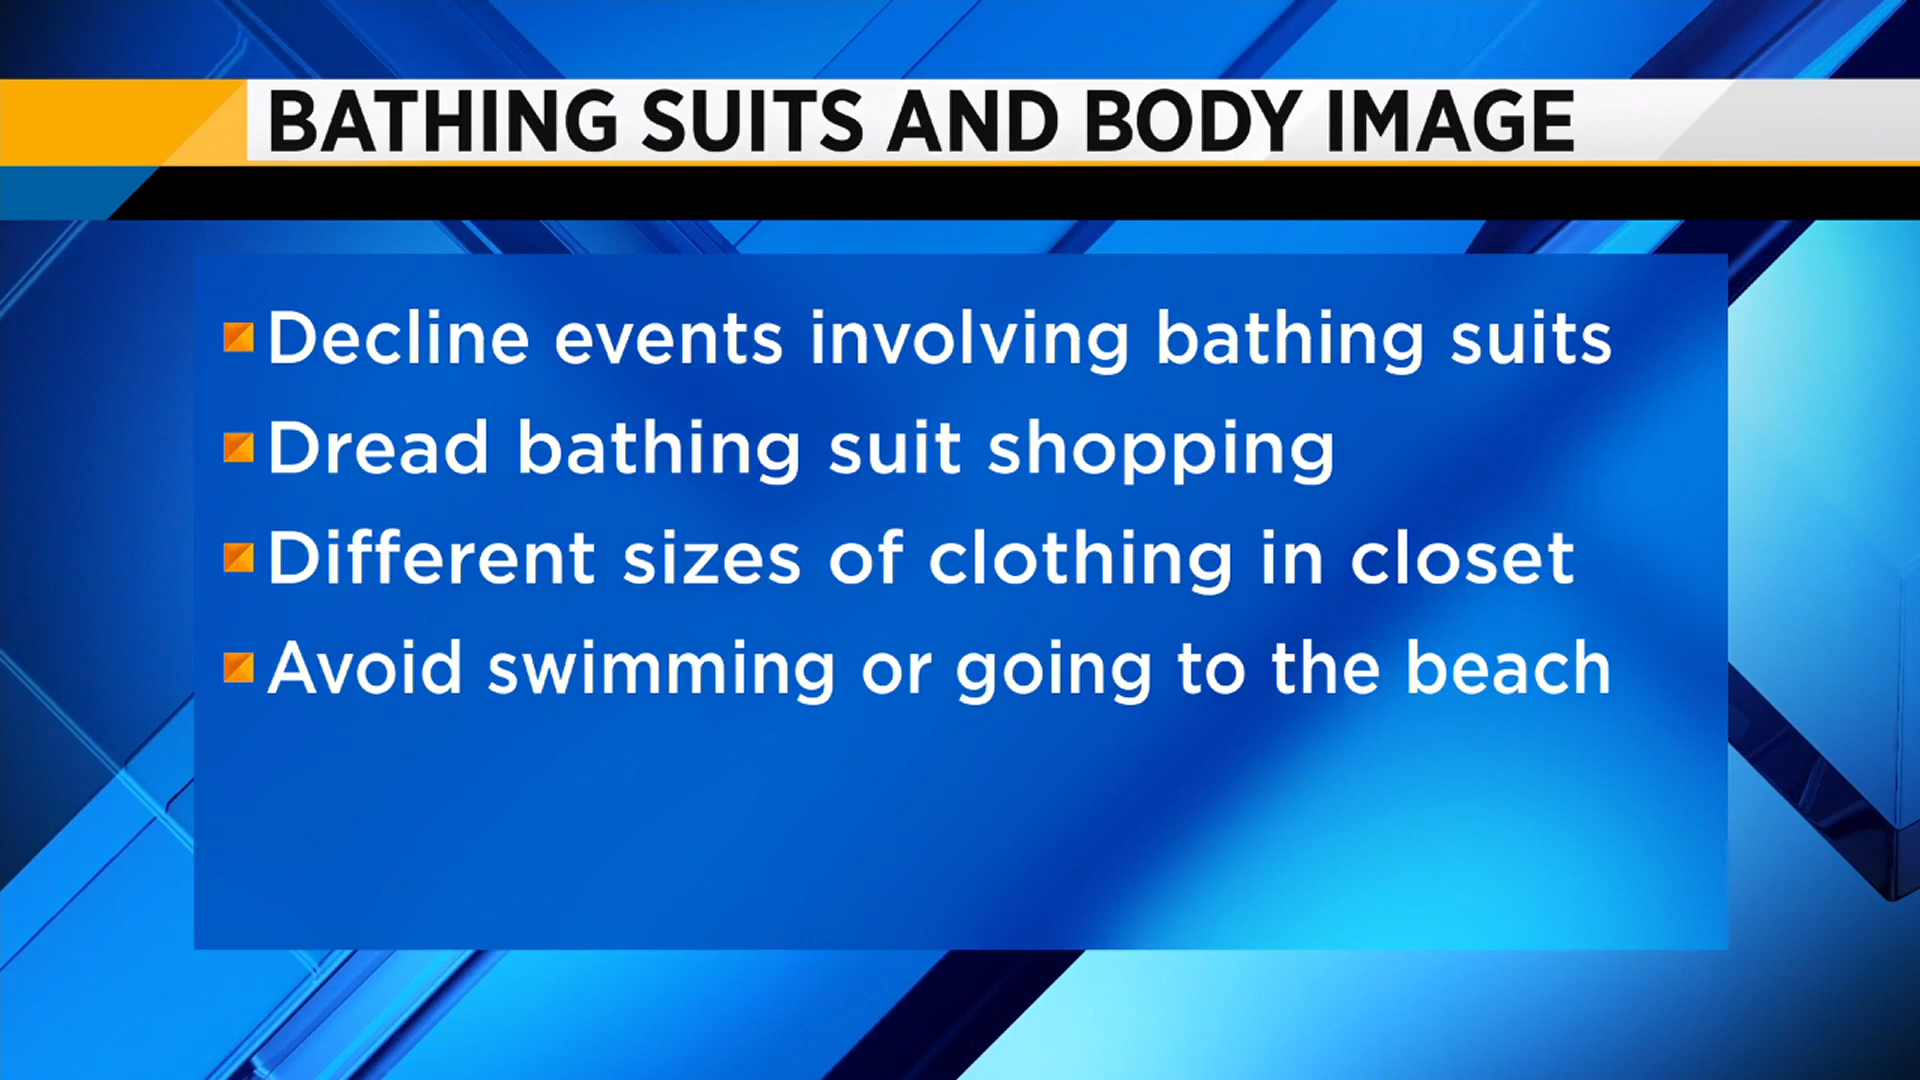 BATHING SUITS AND BODY IMAGE
Decline events involving bathing suits
Dread bathing suit shopping
Different sizes of clothing in closet
Avoid swimming or going to the beach